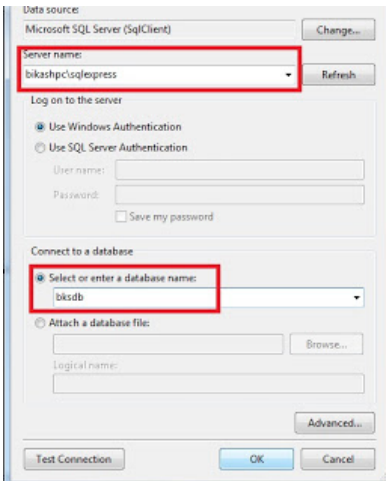 Data source:
Microsoft SQL Server (SqlClient)
Change...
Server name:
bikashpc\sqlexpress
Refresh
Log on to the server
Use Windows Authentication
Use SQL Server Authentication
User name:
Password:
Save my password
Connect to a database
Select or enter a database name:
bksdb
Attach a database file:
Browse...
Logical name:
Advanced...
Test Connection
OK
Cancel